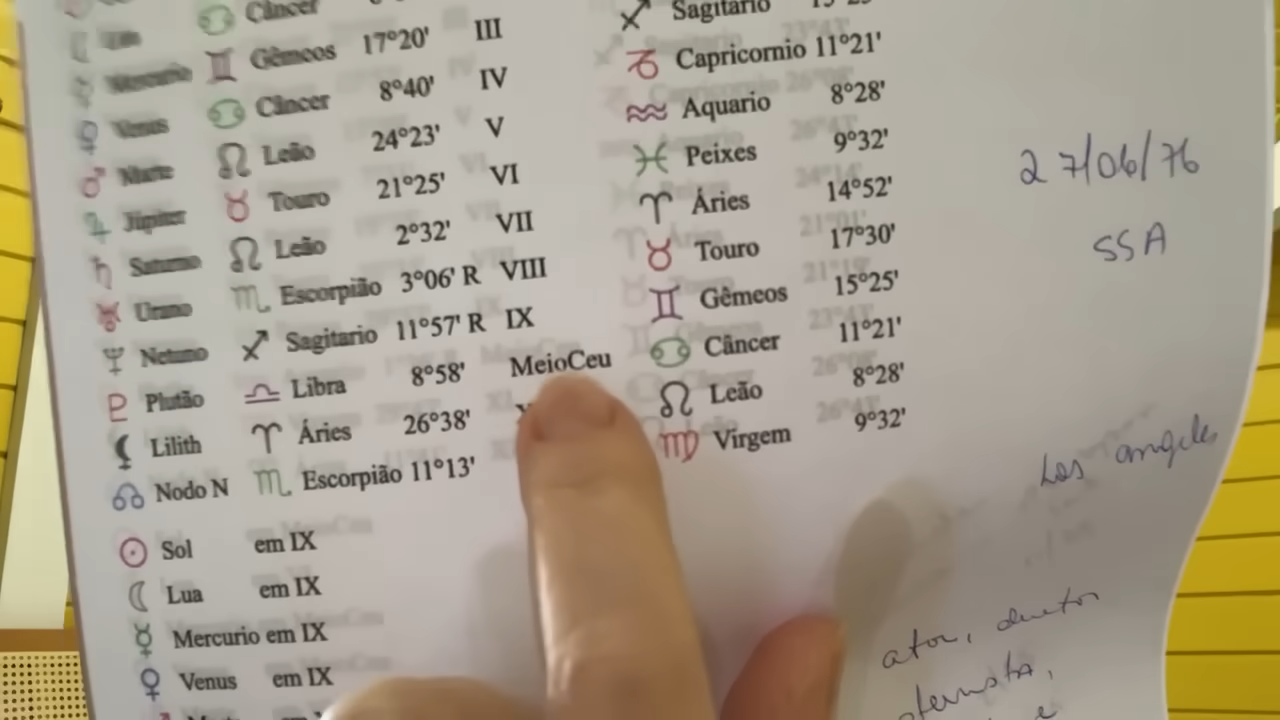 Câncer
Sagitario
Mercurio Gêmeos 17°20' III Capricornio 11°21'
Venus Câncer 8°40' IV Aquario 8°28'
Marte Leão 24°23' V Peixes 9°32'
Júpiter Touro 21°25' VI Áries 14°52'
Saturno Leão 2°32' VII Touro 17°30'
Urano Escorpião 3°06' R VIII Gêmeos 15°25'
Netuno Sagitario 11°57' R IX Câncer 11°21'
Plutão Libra 8°58' MeioCeu Leão 8°28'
Lilith Áries 26°38' Virgem 9°32'
Nodo N Escorpião 11°13'
Sol em IX
Lua em IX
Mercurio em IX
Venus em IX
27/06/76
SSA
Los angeles
ator, diretor